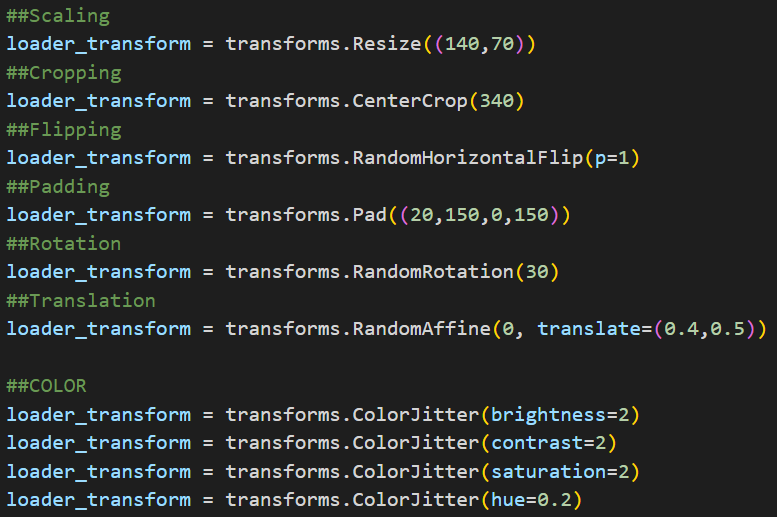 ##Scaling
loader_transform = transforms.Resize((140,70))
##Cropping
loader_transform = transforms.CenterCrop(340)
##Flipping
loader_transform = transforms.RandomHorizontalFlip(p=1)
##Padding
loader_transform = transforms.Pad((20,150,0,150))
##Rotation
loader_transform = transforms.RandomRotation(30)
##Translation
loader_transform = transforms.RandomAffine(0, translate=(0.4,0.5))
##COLOR
loader_transform = transforms.ColorJitter(brightness=2)
loader_transform = transforms.ColorJitter(contrast=2)
loader_transform = transforms.ColorJitter(saturation=2)
loader_transform = transforms.ColorJitter(hue=0.2)